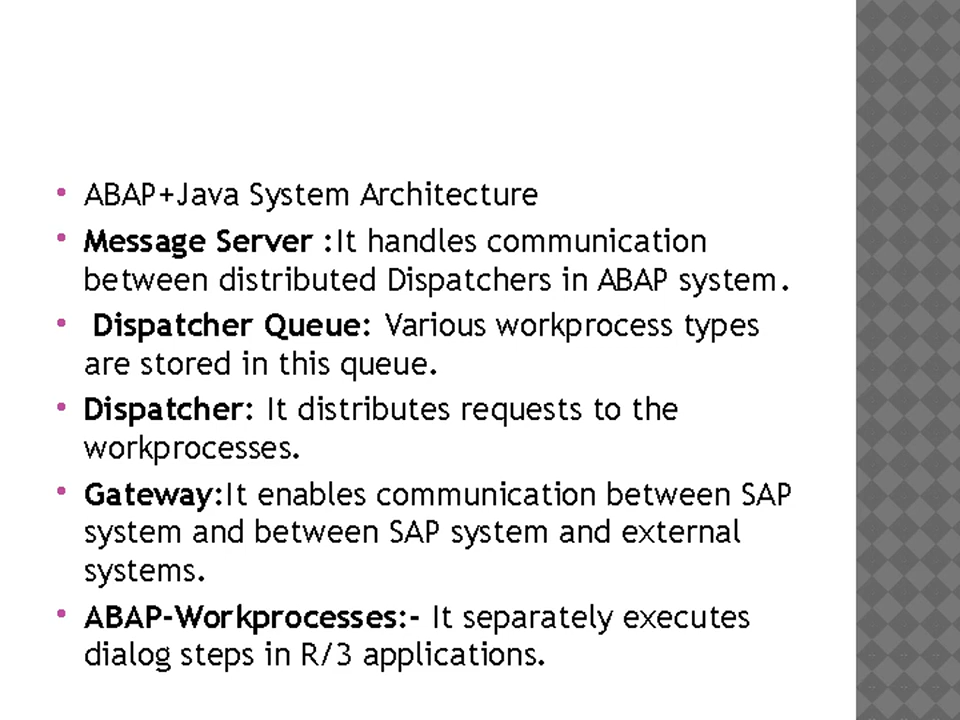 • ABAP+Java System Architecture
• Message Server :It handles communication
between distributed Dispatchers in ABAP system.
• Dispatcher Queue: Various workprocess types
are stored in this queue.
• Dispatcher: It distributes requests to the
workprocesses.
• Gateway:It enables communication between SAP
system and between SAP system and external
systems.
• ABAP-Workprocesses:- It separately executes
dialog steps in R/3 applications.